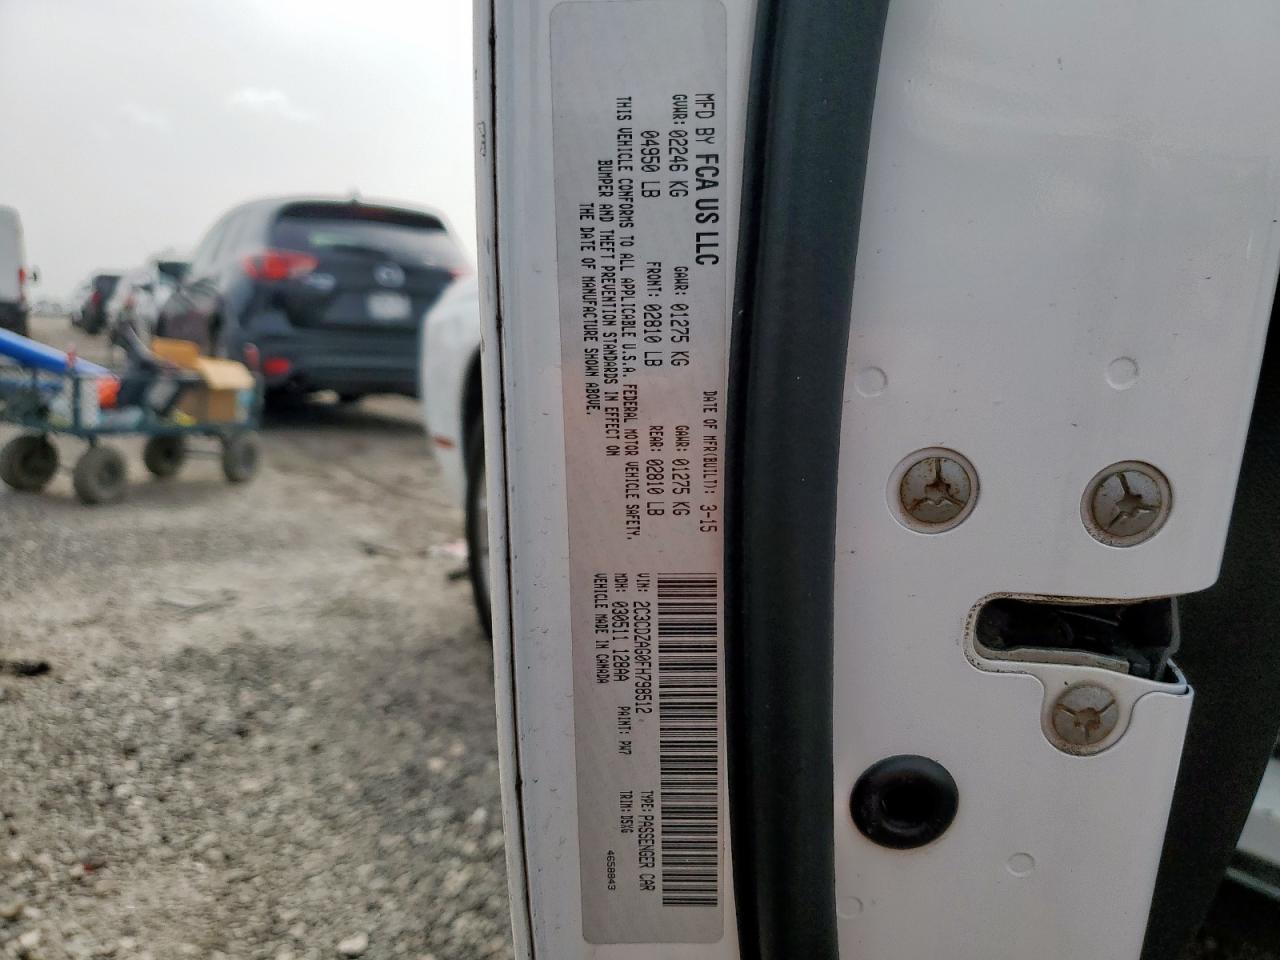 MFD BY FCA US LLC
DATE OF MFR(BUILT): 3-15
GVWR: 02246 KG GAWR: 01275 KG GAWR: 01275 KG
04950 LB FRONT: 02810 LB REAR: 02810 LB
THIS VEHICLE CONFORMS TO ALL APPLICABLE U.S.A. FEDERAL MOTOR VEHICLE SAFETY,
BUMPER AND THEFT PREVENTION STANDARDS IN EFFECT ON
THE DATE OF MANUFACTURE SHOWN ABOVE.
VIN: 2C3CDZAG0FH798512 TYPE: PASSENGER CAR
MDH: 030511 128AA PAINT: PW7 TRIM: D5XG
VEHICLE MADE IN CANADA 4658843